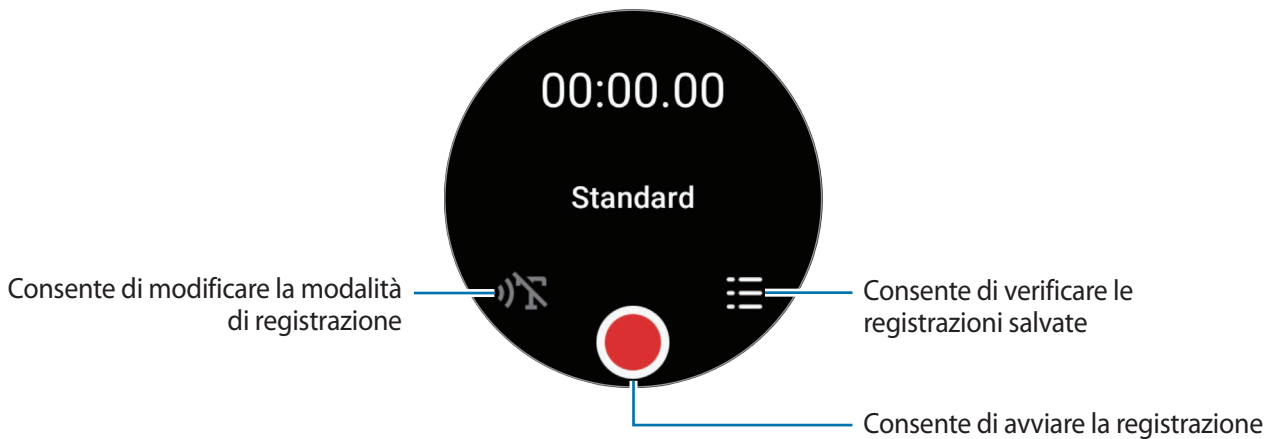 00:00.00
Standard
Consente di modificare la modalità
di registrazione
Consente di verificare le
registrazioni salvate
Consente di avviare la registrazione